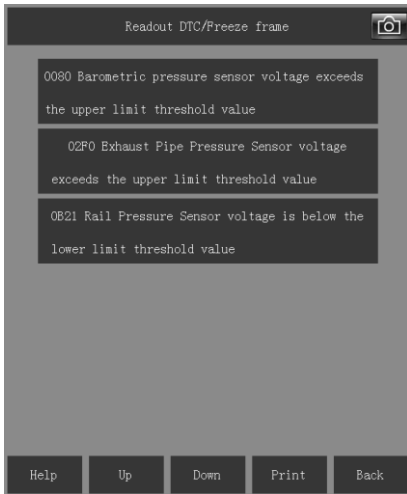 Readout DTC/Freeze frame
0080 Barometric pressure sensor voltage exceeds
the upper limit threshold value
02F0 Exhaust Pipe Pressure Sensor voltage
exceeds the upper limit threshold value
0B21 Rail Pressure Sensor voltage is below the
lower limit threshold value
Help Up Down Print Back